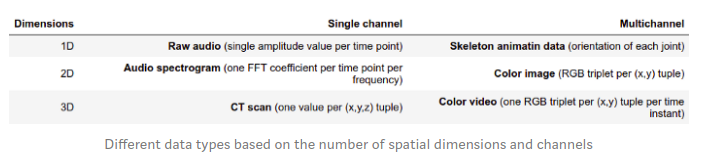 Dimensions Single channel Multichannel
1D Raw audio (single amplitude value per time point) Skeleton animatin data (orientation of each joint)
2D Audio spectrogram (one FFT coefficient per time point per frequency) Color image (RGB triplet per (x,y) tuple)
3D CT scan (one value per (x,y,z) tuple) Color video (one RGB triplet per (x,y) tuple per time instant)
Different data types based on the number of spatial dimensions and channels